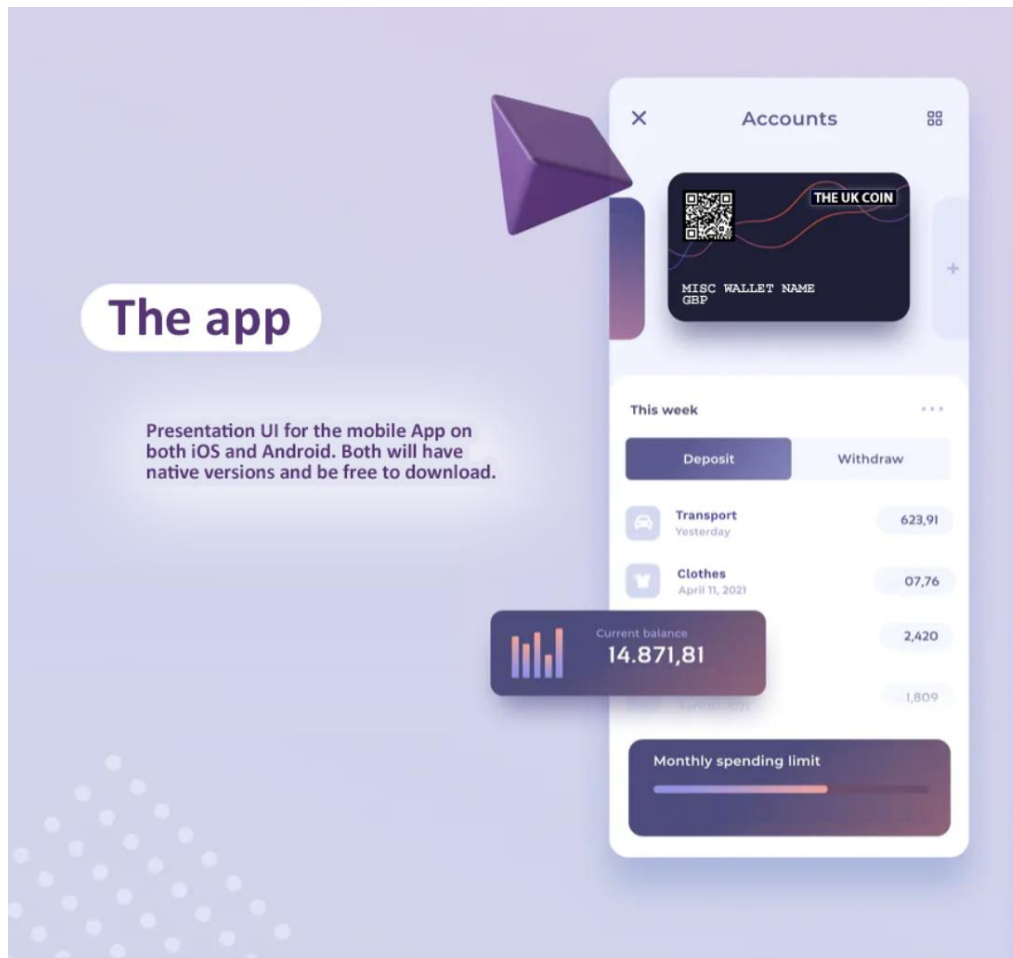 The app
Presentation UI for the mobile App on
both iOS and Android. Both will have
native versions and be free to download.
Accounts
THE UK COIN
MISC WALLET NAME
GBP
This week
Deposit
Withdraw
Transport
Yesterday
623,91
Clothes
April 11, 2021
07,76
Current balance
14.871,81
2,420
1,809
Monthly spending limit